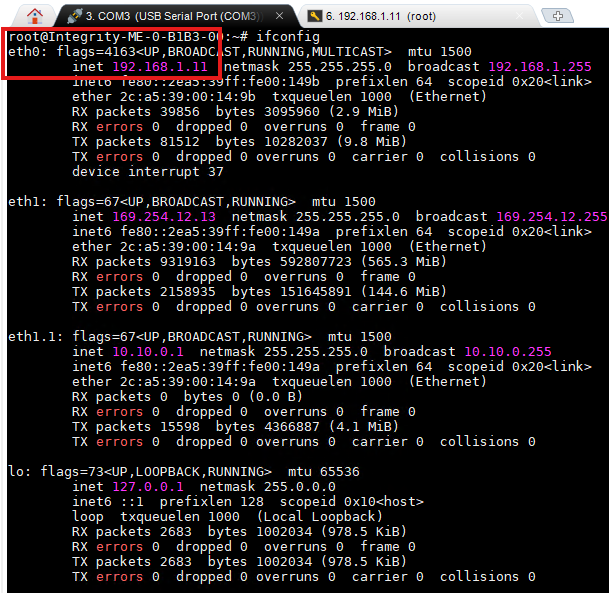 3. COM3 (USB Serial Port (COM3)) 6. 192.168.1.11 (root)
root@Integrity-ME-0-B1B3-00:~# ifconfig
eth0: flags=4163<UP,BROADCAST,RUNNING,MULTICAST> mtu 1500
inet 192.168.1.11 netmask 255.255.255.0 broadcast 192.168.1.255
inet6 fe80::2ea5:39ff:fe00:149b prefixlen 64 scopeid 0x20<link>
ether 2c:a5:39:00:14:9b txqueuelen 1000 (Ethernet)
RX packets 39856 bytes 3095960 (2.9 MiB)
RX errors 0 dropped 0 overruns 0 frame 0
TX packets 81512 bytes 10282037 (9.8 MiB)
TX errors 0 dropped 0 overruns 0 carrier 0 collisions 0
device interrupt 37
eth1: flags=67<UP,BROADCAST,RUNNING> mtu 1500
inet 169.254.12.13 netmask 255.255.255.0 broadcast 169.254.12.255
inet6 fe80::2ea5:39ff:fe00:149a prefixlen 64 scopeid 0x20<link>
ether 2c:a5:39:00:14:9a txqueuelen 1000 (Ethernet)
RX packets 9319163 bytes 592807723 (565.3 MiB)
RX errors 0 dropped 0 overruns 0 frame 0
TX packets 2158935 bytes 151645891 (144.6 MiB)
TX errors 0 dropped 0 overruns 0 carrier 0 collisions 0
eth1.1: flags=67<UP,BROADCAST,RUNNING> mtu 1500
inet 10.10.0.1 netmask 255.255.255.0 broadcast 10.10.0.255
inet6 fe80::2ea5:39ff:fe00:149a prefixlen 64 scopeid 0x20<link>
ether 2c:a5:39:00:14:9a txqueuelen 1000 (Ethernet)
RX packets 0 bytes 0 (0.0 B)
RX errors 0 dropped 0 overruns 0 frame 0
TX packets 15598 bytes 4366887 (4.1 MiB)
TX errors 0 dropped 0 overruns 0 carrier 0 collisions 0
lo: flags=73<UP,LOOPBACK,RUNNING> mtu 65536
inet 127.0.0.1 netmask 255.0.0.0
inet6 ::1 prefixlen 128 scopeid 0x10<host>
loop txqueuelen 1000 (Local Loopback)
RX packets 2683 bytes 1002034 (978.5 KiB)
RX errors 0 dropped 0 overruns 0 frame 0
TX packets 2683 bytes 1002034 (978.5 KiB)
TX errors 0 dropped 0 overruns 0 carrier 0 collisions 0